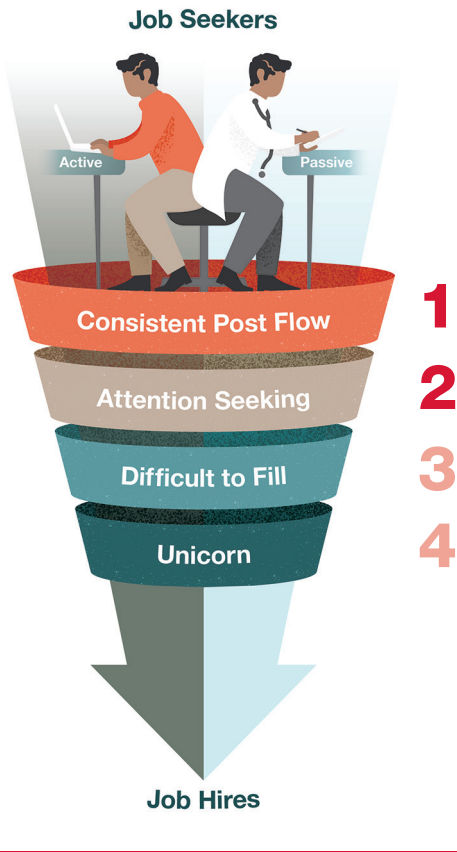 Job Seekers
Active
Passive
Consistent Post Flow
1
Attention Seeking
2
Difficult to Fill
3
Unicorn
4
Job Hires